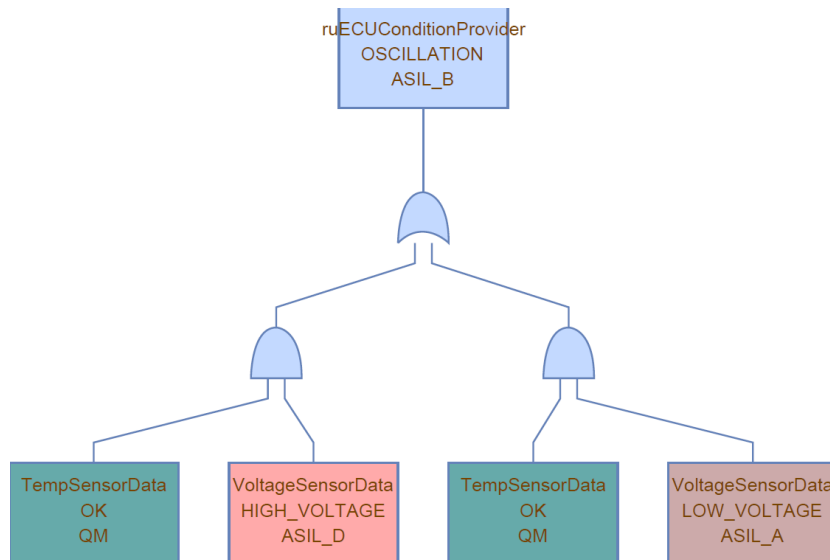 ruECUConditionProvider
OSCILLATION
ASIL_B
TempSensorData
OK
QM
VoltageSensorData
HIGH_VOLTAGE
ASIL_D
TempSensorData
OK
QM
VoltageSensorData
LOW_VOLTAGE
ASIL_A